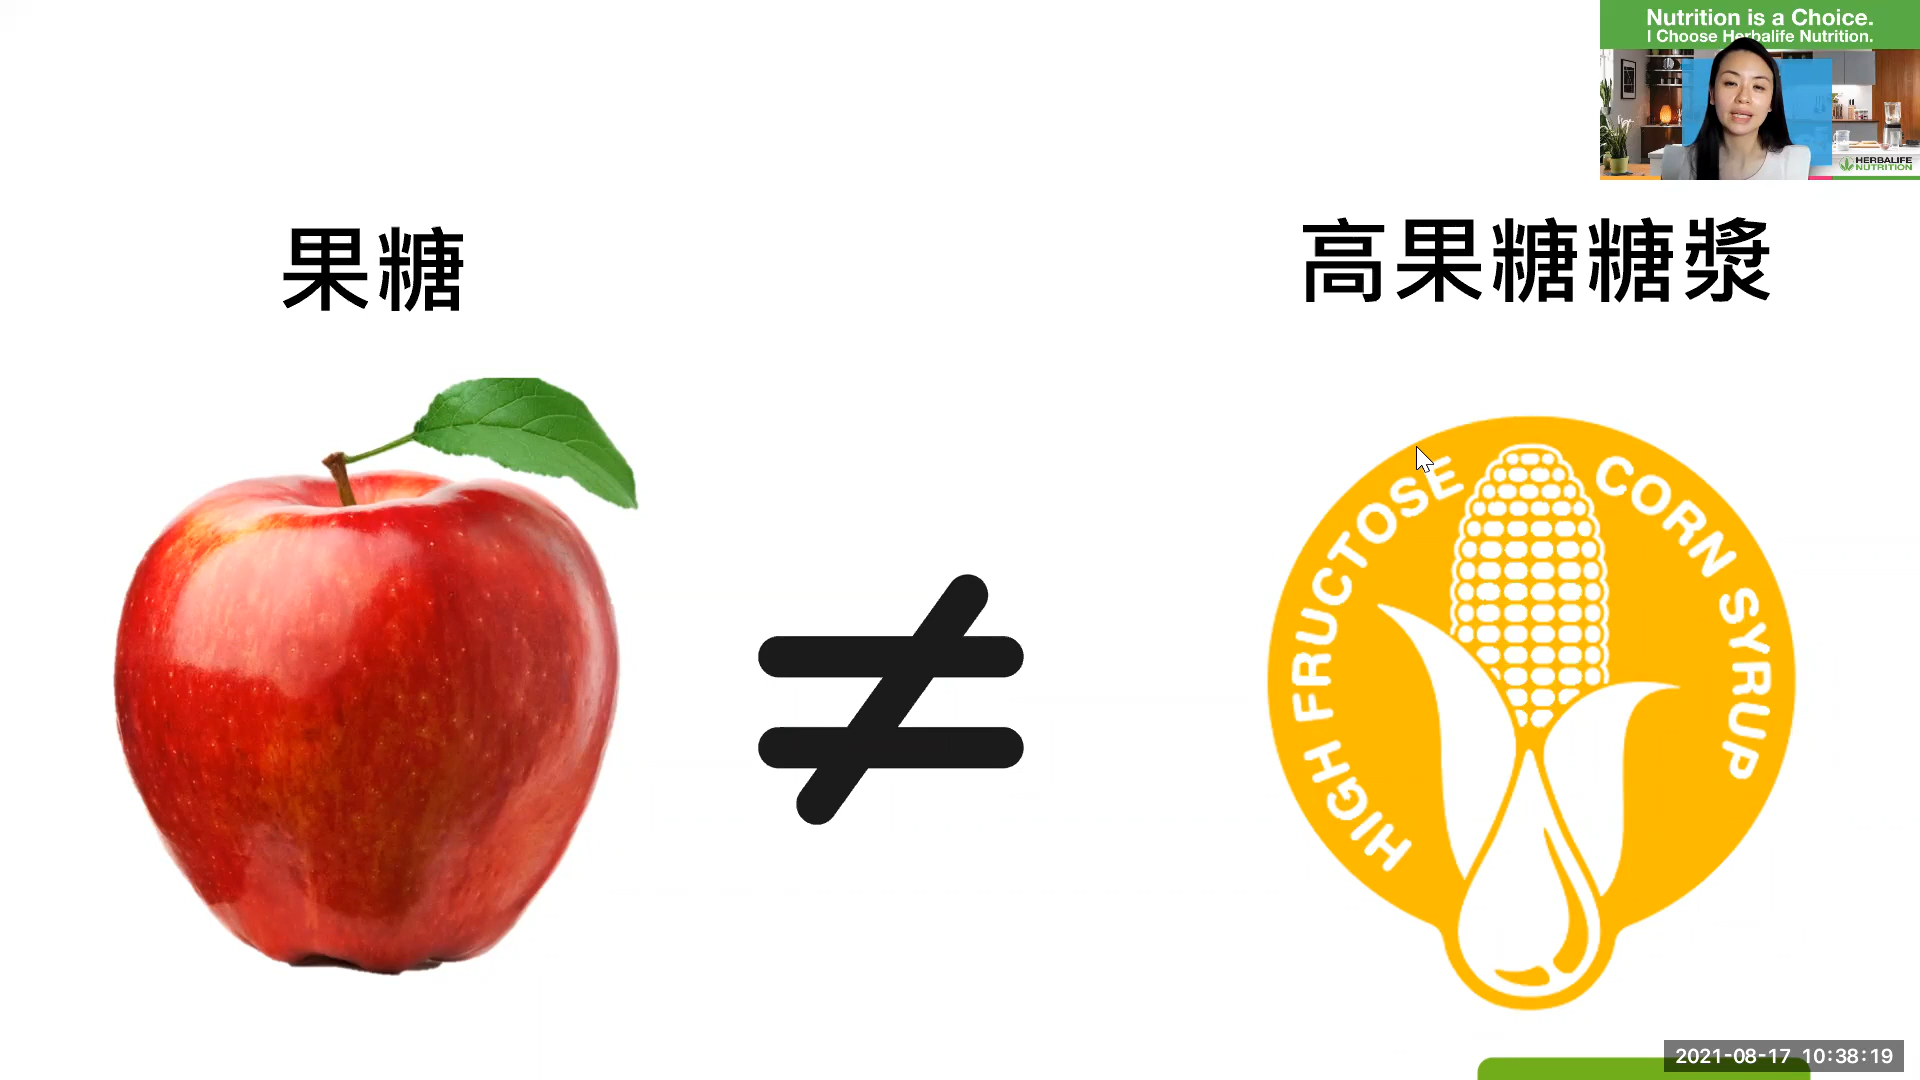 Nutrition is a Choice.
I Choose Herbalife Nutrition.
HERBALIFE
NUTRITION
果糖
高果糖糖漿
HIGH FRUCTOSE CORN SYRUP
2021-08-17 10:38:19